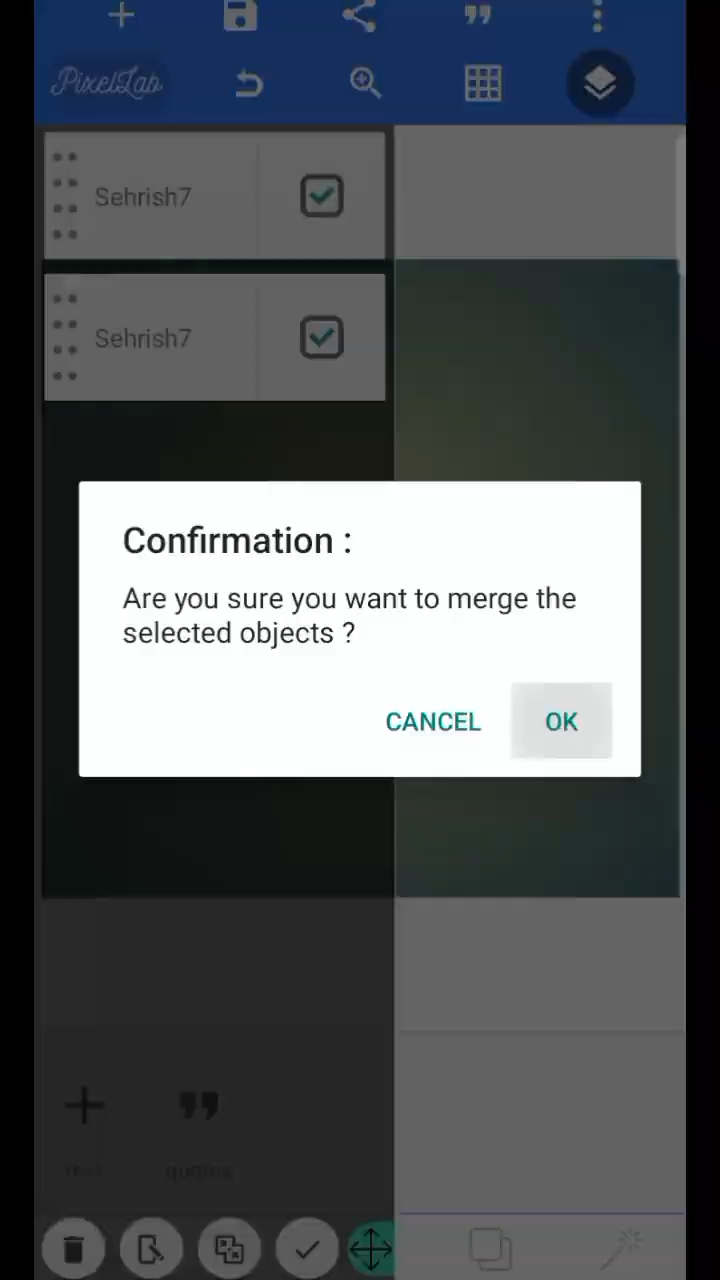 PixelLab
Sehrish7
Sehrish7
Confirmation :
Are you sure you want to merge the
selected objects ?
CANCEL OK